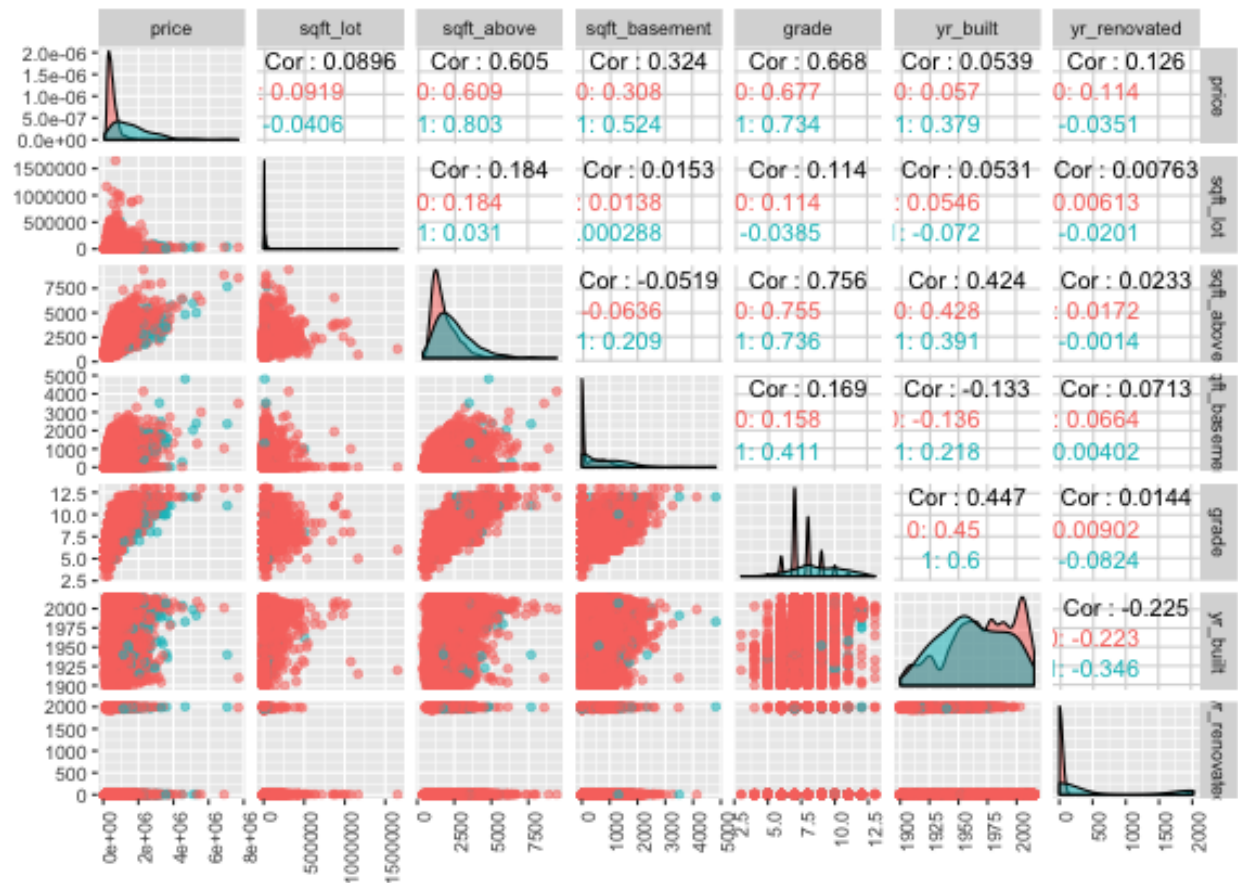 price sqft_lot sqft_above sqft_basement grade yr_built yr_renovated
2.0e-06 Cor : 0.0896 Cor : 0.605 Cor : 0.324 Cor : 0.668 Cor : 0.0539 Cor : 0.126
1.5e-06
1.0e-06 : 0.0919 0: 0.609 0: 0.308 0: 0.677 0: 0.057 0: 0.114 price
5.0e-07 -0.0406 1: 0.803 1: 0.524 1: 0.734 1: 0.379 -0.0351
0.0e+00
1500000 Cor : 0.184 Cor : 0.0153 Cor : 0.114 Cor : 0.0531 Cor : 0.00763
1000000 0: 0.184 : 0.0138 0: 0.114 : 0.0546 0.00613 sqft_lot
500000 1: 0.031 .000288 -0.0385 : -0.072 -0.0201
0
7500 Cor : -0.0519 Cor : 0.756 Cor : 0.424 Cor : 0.0233
5000 -0.0636 0: 0.755 0: 0.428 : 0.0172 sqft_above
2500 1: 0.209 1: 0.736 1: 0.391 -0.0014
0
5000 Cor : 0.169 Cor : -0.133 Cor : 0.0713
4000
3000 0: 0.158 : -0.136 : 0.0664 qft_baseme
2000 1: 0.411 1: 0.218 0.00402
1000
0
12.5 Cor : 0.447 Cor : 0.0144
10.0 0: 0.45 0.00902 grade
7.5 1: 0.6 -0.0824
5.0
2.5
2000 Cor : -0.225
1975 : -0.223 yr_built
1950 : -0.346
1925
1900
2000
1500 r_renovated
1000
500
0
0e+00 2e+06 4e+06 6e+06 8e+06 0 500000 1000000 1500000 0 2500 5000 7500 0 1000 2000 3000 4000 5000 2.5 5.0 7.5 10.0 12.5 1900 1925 1950 1975 2000 0 500 1000 1500 2000